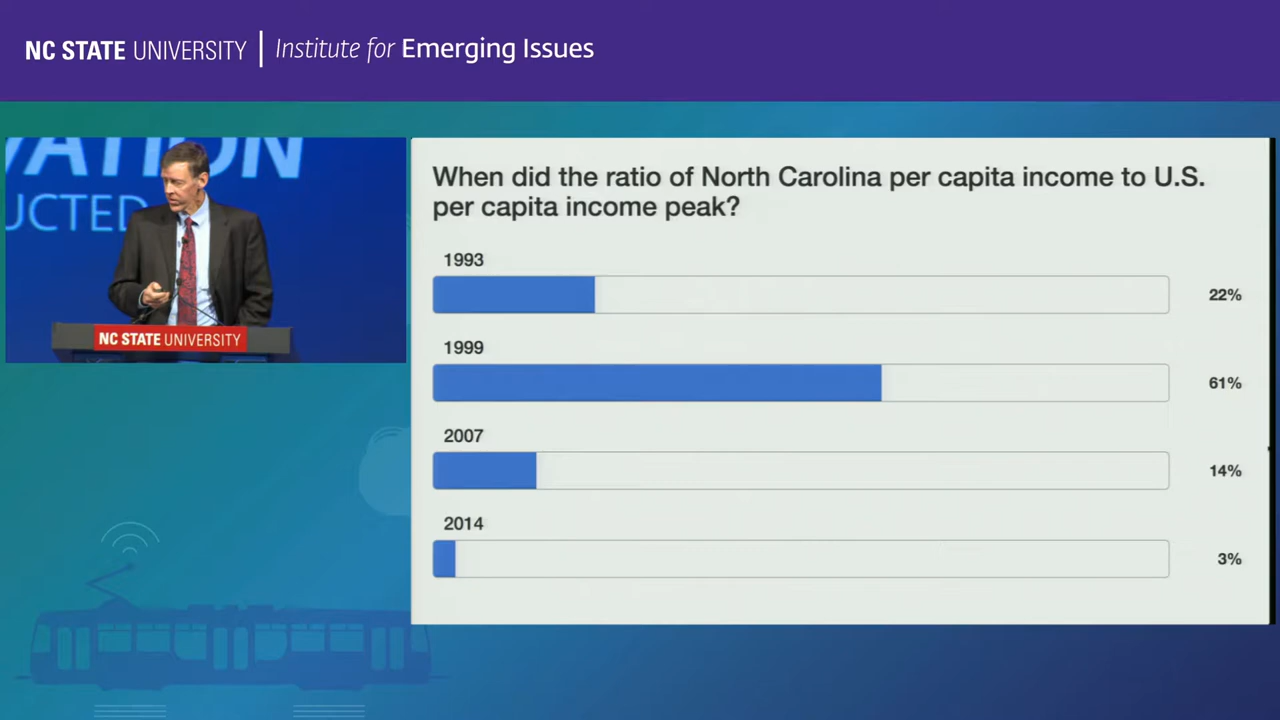 NC STATE UNIVERSITY | Institute for Emerging Issues
VATION
UCTED
NC STATE UNIVERSITY
When did the ratio of North Carolina per capita income to U.S.
per capita income peak?
1993
22%
1999
61%
2007
14%
2014
3%